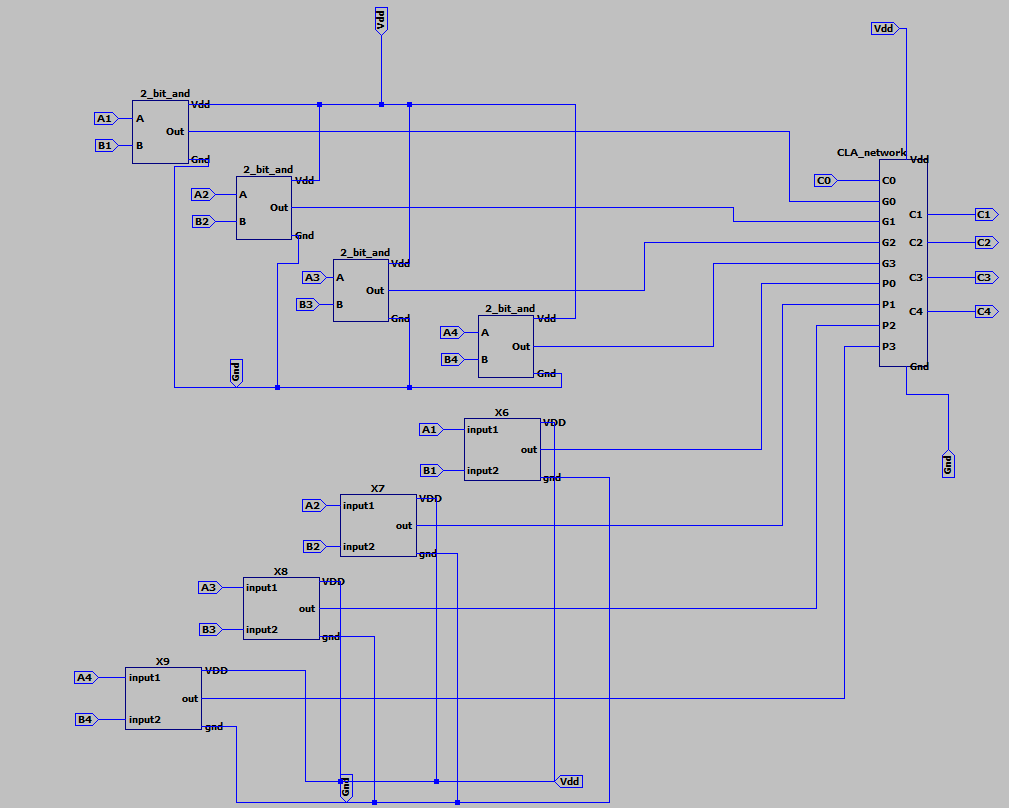 Vdd
Vdd
2_bit_and
Vdd
A1
A
Out
B1
B
Gnd
2_bit_and
Vdd
A2
A
Out
B2
B
Gnd
2_bit_and
Vdd
A3
A
Out
B3
B
Gnd
2_bit_and
Vdd
A4
A
Out
B4
B
Gnd
Gnd
CLA_network
Vdd
C0
C0
G0
G1
G2
G3
P0
P1
P2
P3
C1
C1
C2
C2
C3
C3
C4
C4
Gnd
Gnd
X6
VDD
A1
input1
out
B1
input2
gnd
X7
VDD
A2
input1
out
B2
input2
gnd
X8
VDD
A3
input1
out
B3
input2
gnd
X9
VDD
A4
input1
out
B4
input2
gnd
Gnd
Vdd